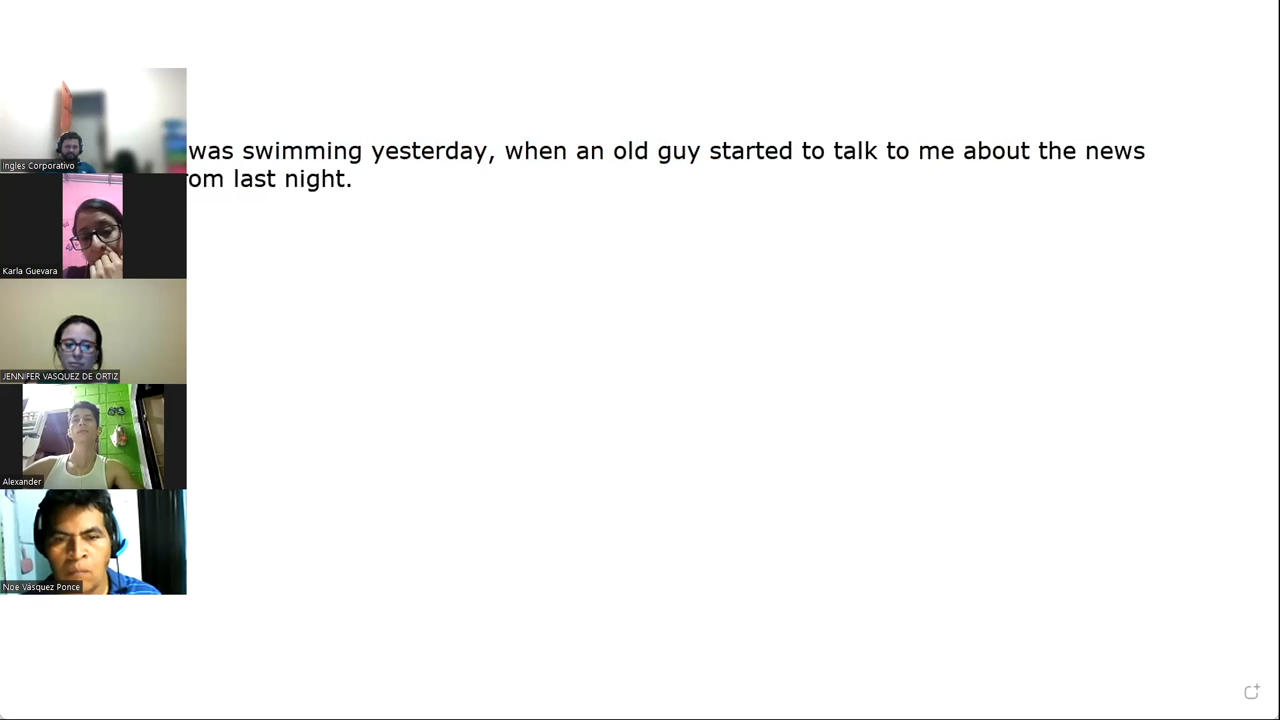 was swimming yesterday, when an old guy started to talk to me about the news
om last night.
Ingles Corporativo
Karla Guevara
JENNIFER VASQUEZ DE ORTIZ
Alexander
Noe Vásquez Ponce